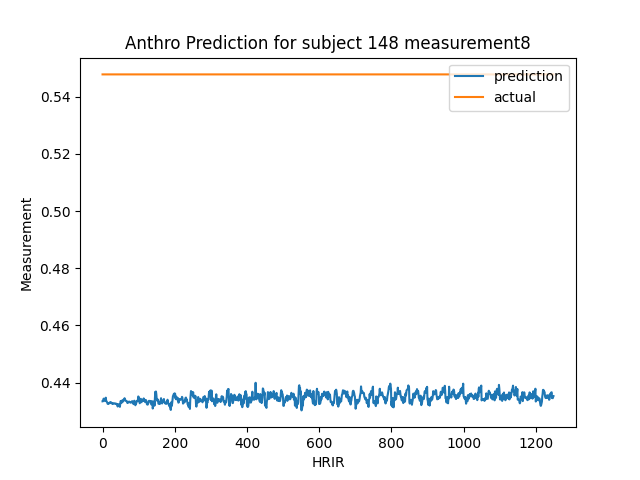 Anthro Prediction for subject 148 measurement8
prediction
actual
0.54
0.52
0.50
0.48
0.46
0.44
Measurement
0
200
400
600
800
1000
1200
HRIR